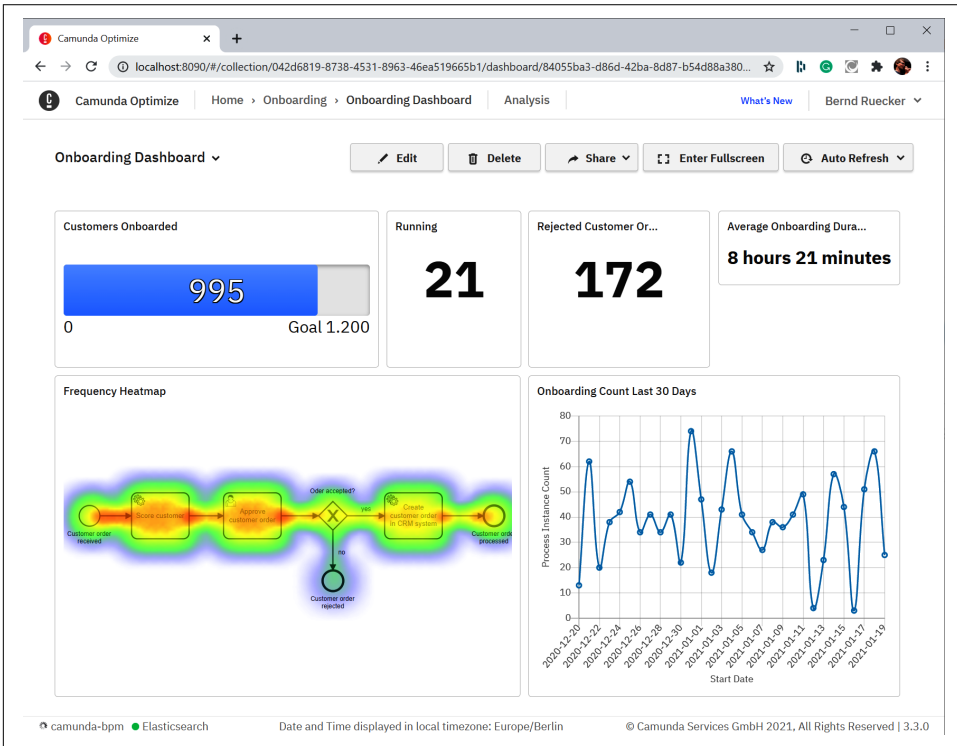 Camunda Optimize
localhost:8090/#/collection/042d6819-8738-4531-8963-46ea519665b1/dashboard/84055ba3-d86d-42ba-8d87-b54d88a380...
Camunda Optimize Home › Onboarding › Onboarding Dashboard Analysis What's New Bernd Ruecker
Onboarding Dashboard Edit Delete Share Enter Fullscreen Auto Refresh
Customers Onboarded
995
0 Goal 1.200
Running
21
Rejected Customer Or...
172
Average Onboarding Dura...
8 hours 21 minutes
Frequency Heatmap
Customer order
received
Score customer
Approve
customer order
Oder accepted?
X
yes
no
Create
customer order
in CRM system
Customer orde
processed
Customer order
rejected
Onboarding Count Last 30 Days
Process Instance Count
80
70
60
50
40
30
20
10
0
2020-12-20
2020-12-22
2020-12-24
2020-12-26
2020-12-28
2020-12-30
2021-01-01
2021-01-03
2021-01-05
2021-01-07
2021-01-09
2021-01-11
2021-01-13
2021-01-15
2021-01-17
2021-01-19
Start Date
camunda-bpm Elasticsearch Date and Time displayed in local timezone: Europe/Berlin © Camunda Services GmbH 2021, All Rights Reserved | 3.3.0